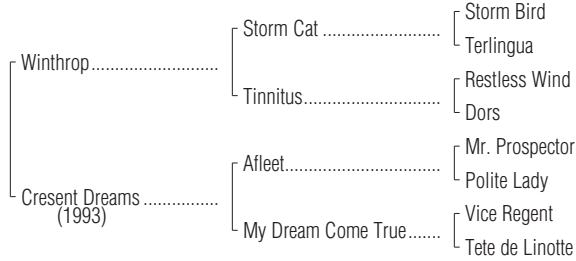 Storm Bird
Storm Cat ........................
Terlingua
Winthrop..........................
Restless Wind
Tinnitus............................
Dors
Mr. Prospector
Afleet................................
Polite Lady
Cresent Dreams ...............
(1993)
Vice Regent
My Dream Come True.......
Tete de Linotte